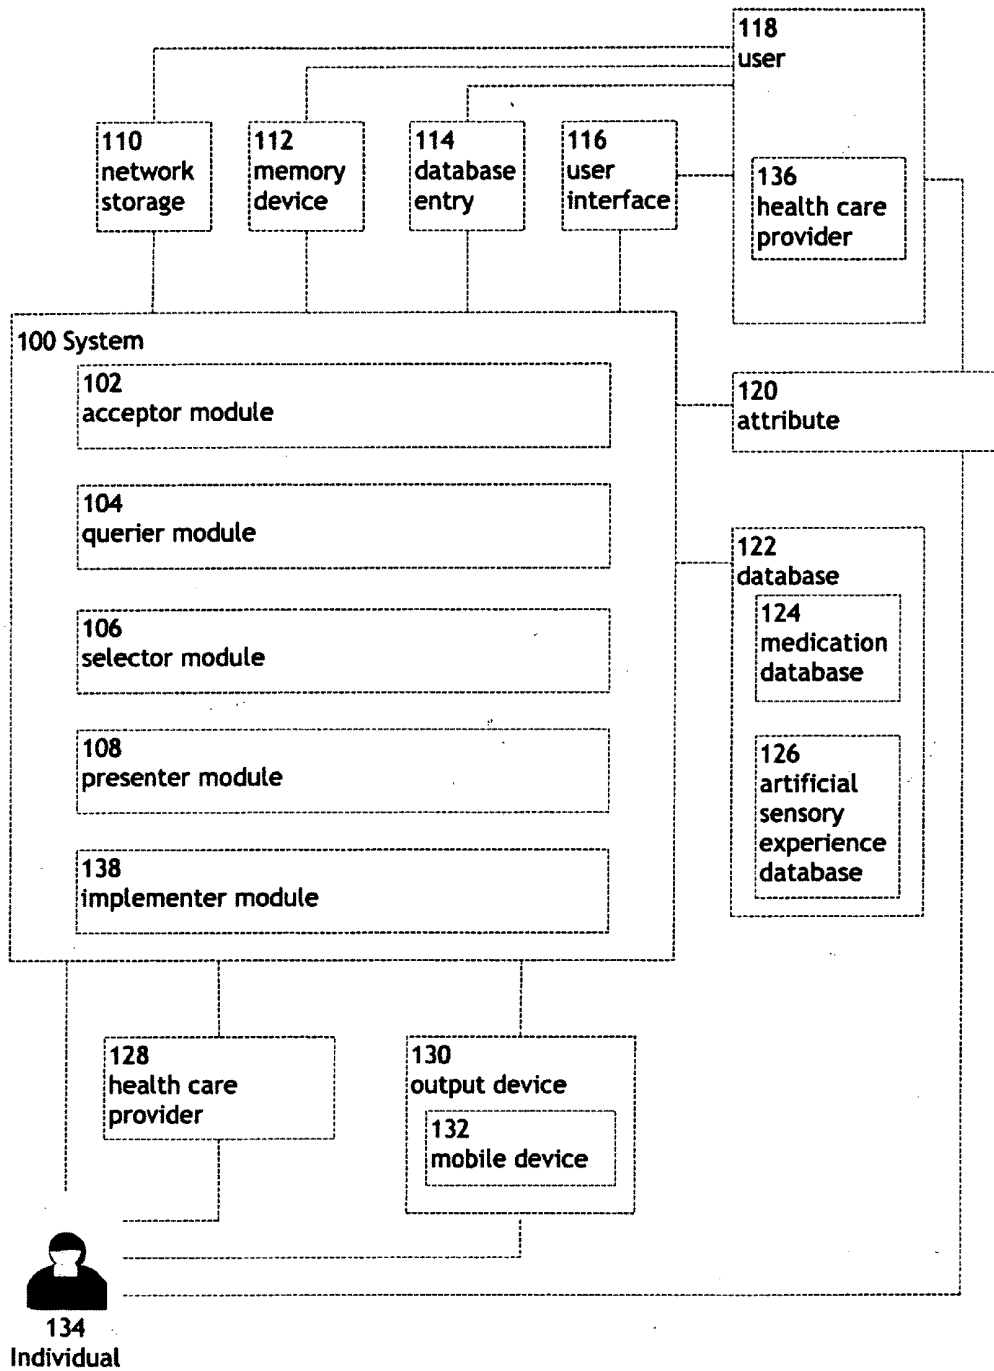 118
user
110
network
storage
112
memory
device
114
database
entry
116
user
interface
136
health care
provider
100 System
102
acceptor module
104
querier module
106
selector module
108
presenter module
138
implementer module
120
attribute
122
database
124
medication
database
126
artificial
sensory
experience
database
128
health care
provider
130
output device
132
mobile device
134
Individual